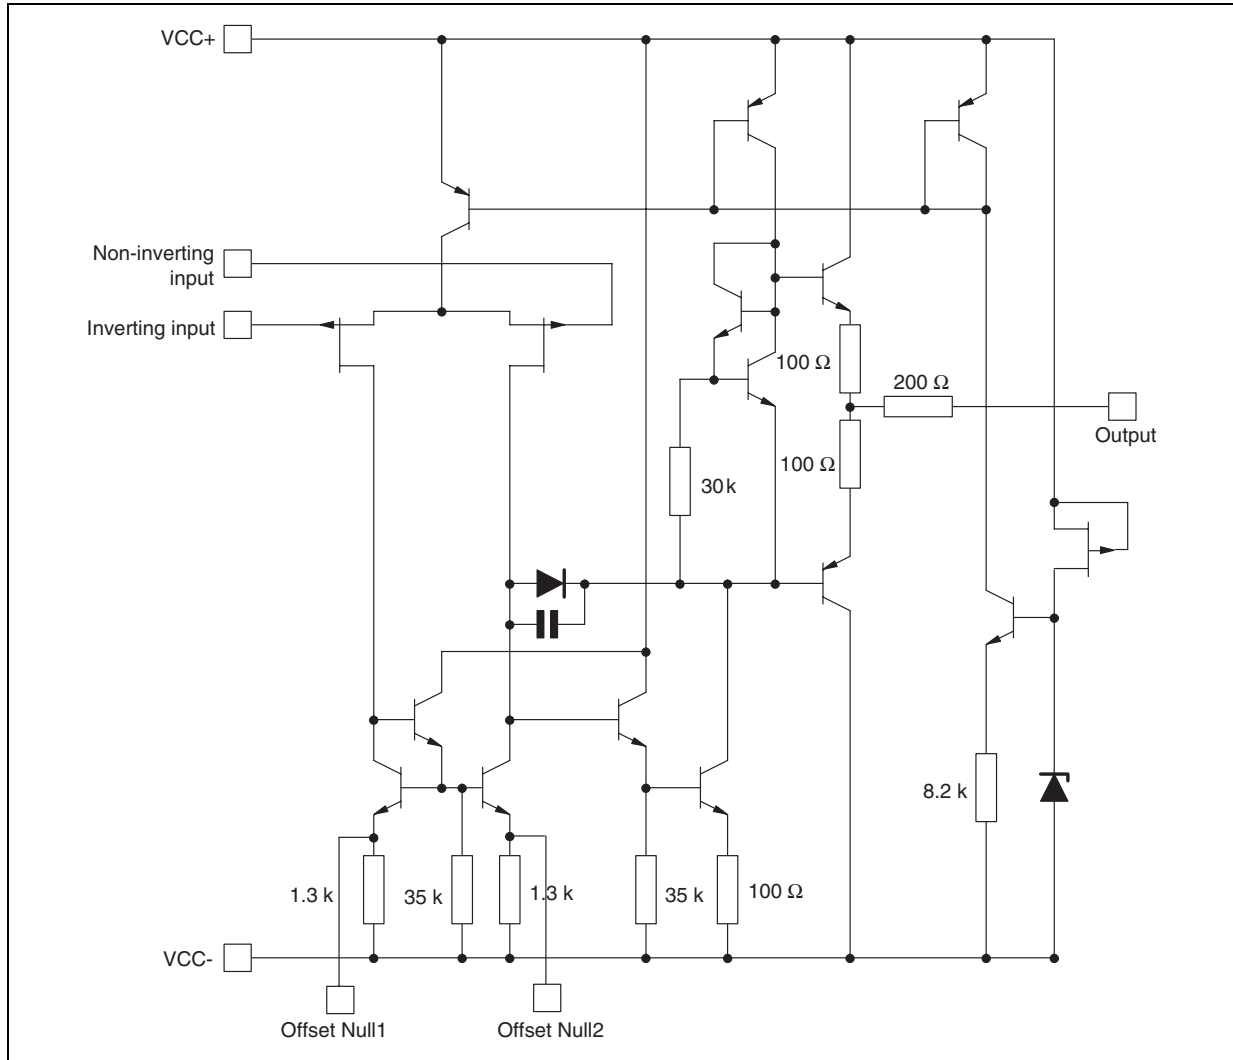 VCC+
Non-inverting
input
Inverting input
100 Ω
200 Ω
Output
100 Ω
30k
8.2 k
1.3 k
35 k
1.3 k
35 k
100 Ω
VCC-
Offset Null1
Offset Null2